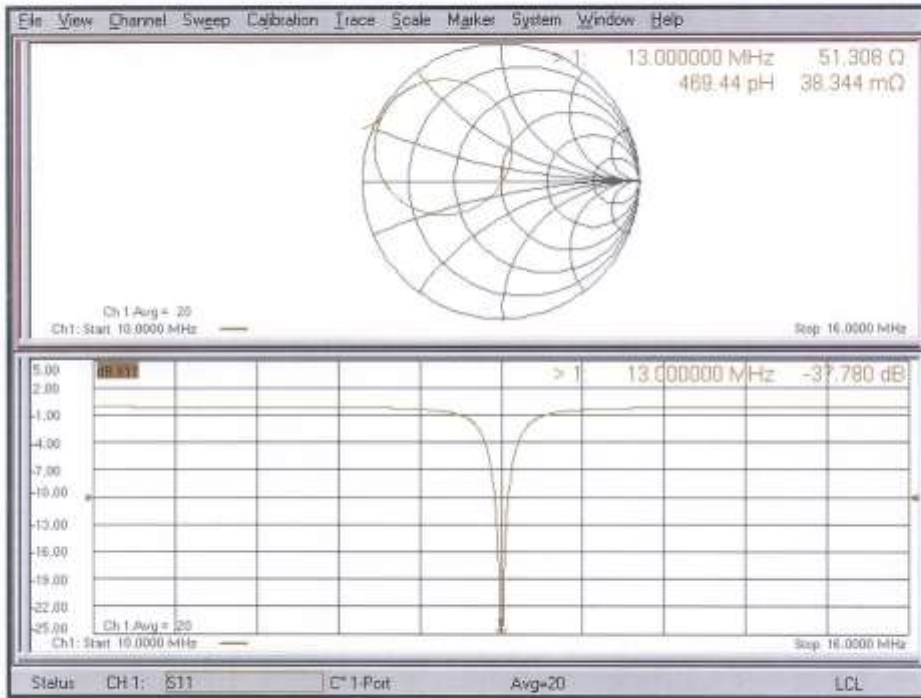 File View Channel Sweep Calibration Trace Scale Marker System Window Help
> 1: 13.000000 MHz 51.308 Ω
469.44 pH 38.344 mΩ
Ch 1 Avg = 20
Ch1: Start 10.0000 MHz
Stop 16.0000 MHz
5.00
dB S11
> 1: 13.000000 MHz -37.780 dB
2.00
-1.00
-4.00
-7.00
-10.00
-13.00
-16.00
-19.00
-22.00
-25.00
Ch 1 Avg = 20
Ch1: Start 10.0000 MHz
Stop 16.0000 MHz
Status CH 1: S11 C* 1-Port Avg=20 LCL